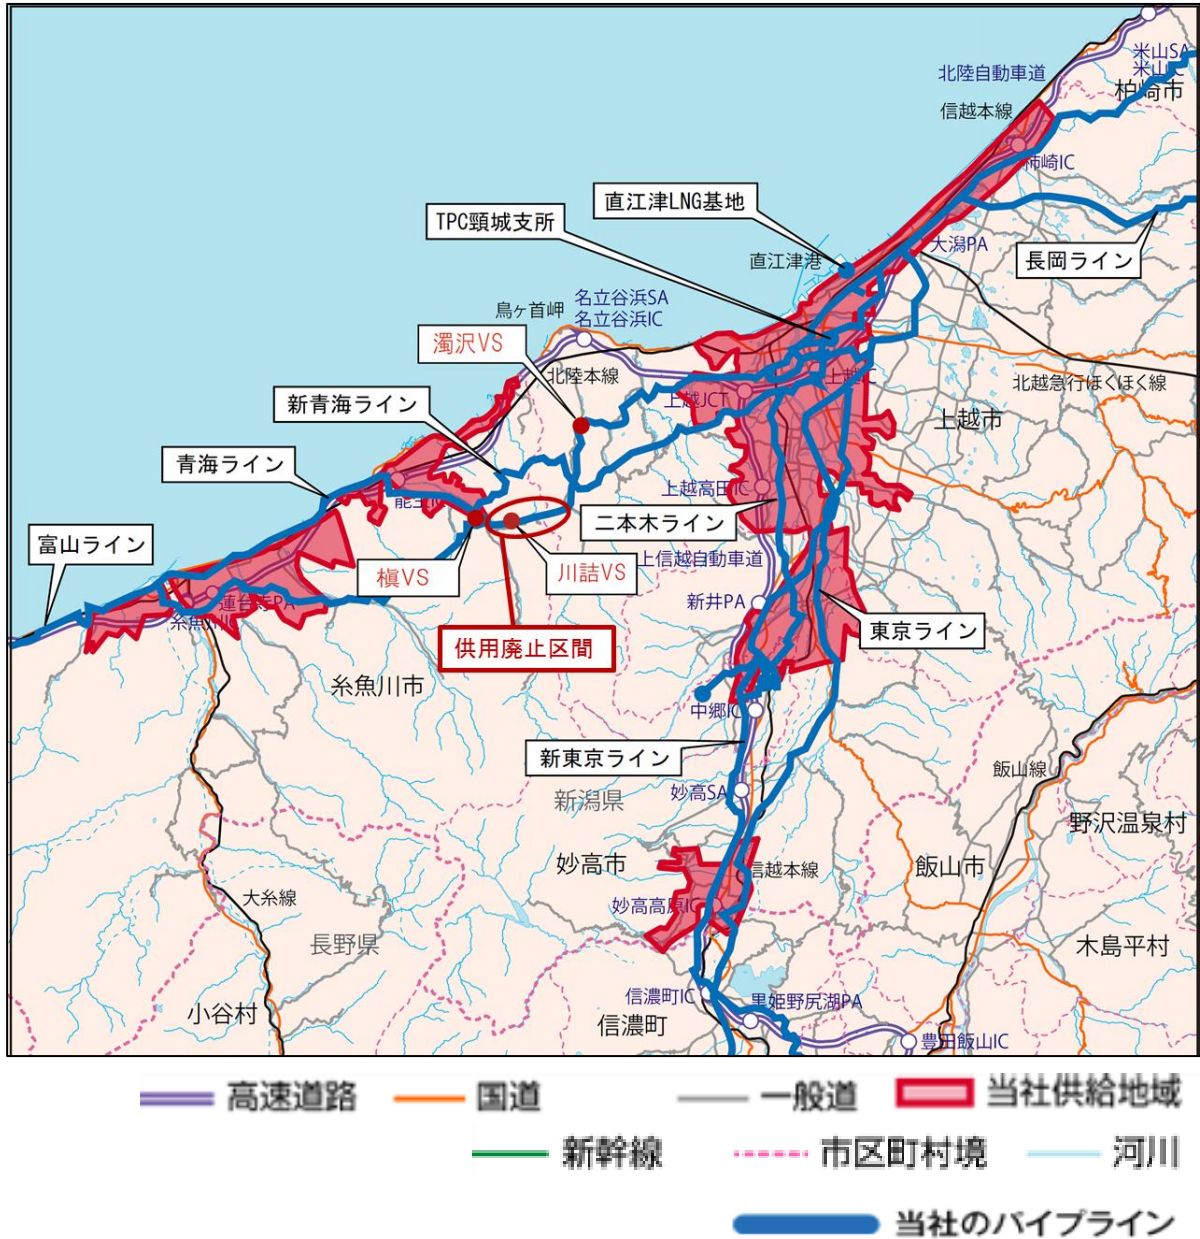 米山SA
北陸自動車道
米山IC
柏崎市
信越本線
柿崎IC
直江津LNG基地
TPC頸城支所
大潟PA
直江津港
長岡ライン
名立谷浜SA
鳥ヶ首岬
名立谷浜IC
濁沢VS
北陸本線
上越IC
北越急行ほくほく線
新青海ライン
上越JCT
上越市
青海ライン
上越高田IC
能生IC
二本木ライン
富山ライン
上信越自動車道
槇VS
川詰VS
新井PA
蓮台寺PA
糸魚川IC
東京ライン
供用廃止区間
糸魚川市
中郷IC
新東京ライン
飯山線
妙高SA
新潟県
野沢温泉村
妙高市
信越本線
飯山市
大糸線
妙高高原IC
長野県
木島平村
信濃町IC
黒姫野尻湖PA
小谷村
信濃町
豊田飯山IC
高速道路
国道
一般道
当社供給地域
新幹線
市区町村境
河川
当社のパイプライン